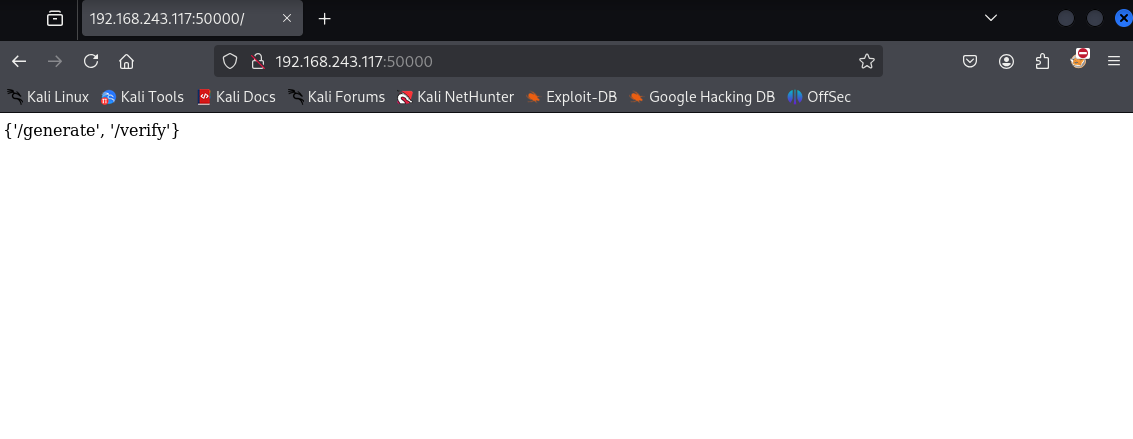 192.168.243.117:50000/
192.168.243.117:50000
Kali Linux Kali Tools Kali Docs Kali Forums Kali NetHunter Exploit-DB Google Hacking DB OffSec
{'/generate', '/verify'}